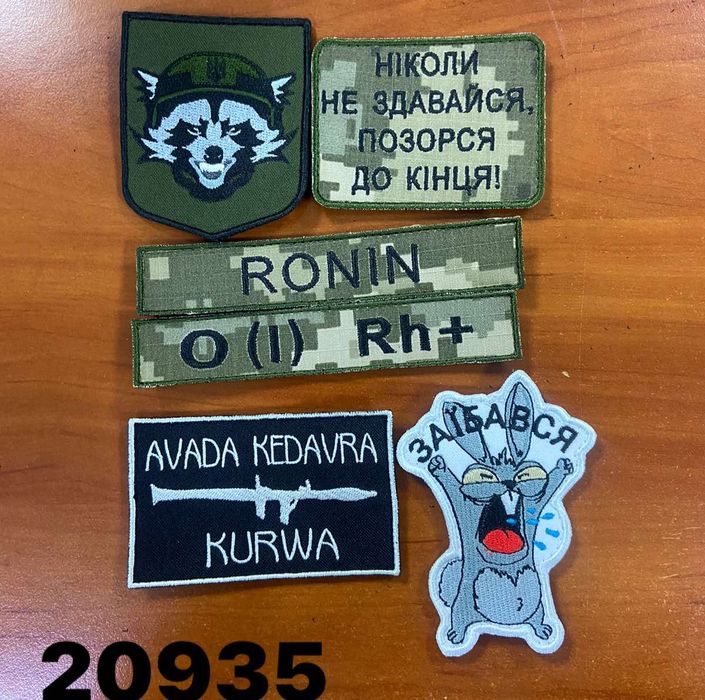 НІКОЛИ
НЕ ЗДАВАЙСЯ,
ПОЗОРСЯ
ДО КІНЦЯ!
RONIN
O (I) Rh+
AVADA KEDAVRA
KURWA
ЗАЇБАВСЯ
20935